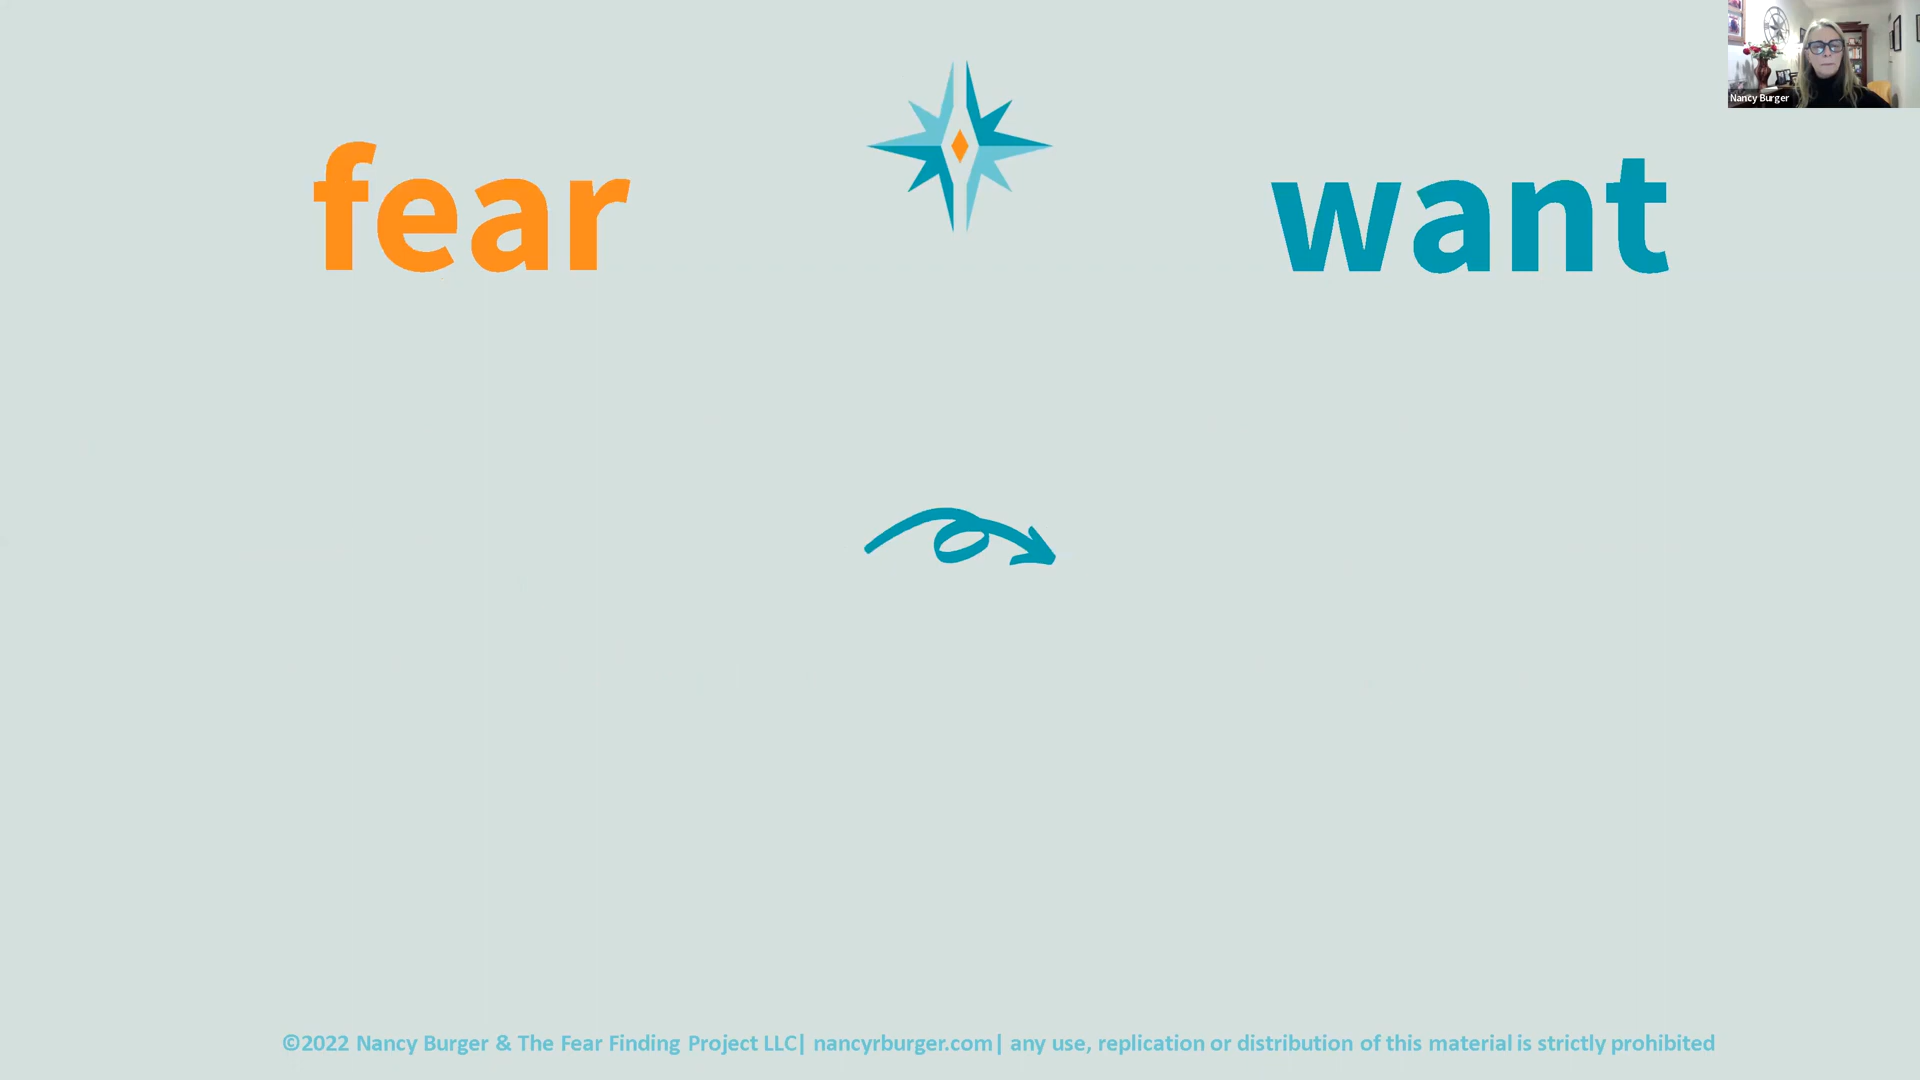 fear
want
Nancy Burger
©2022 Nancy Burger & The Fear Finding Project LLC| nancyrburger.com| any use, replication or distribution of this material is strictly prohibited